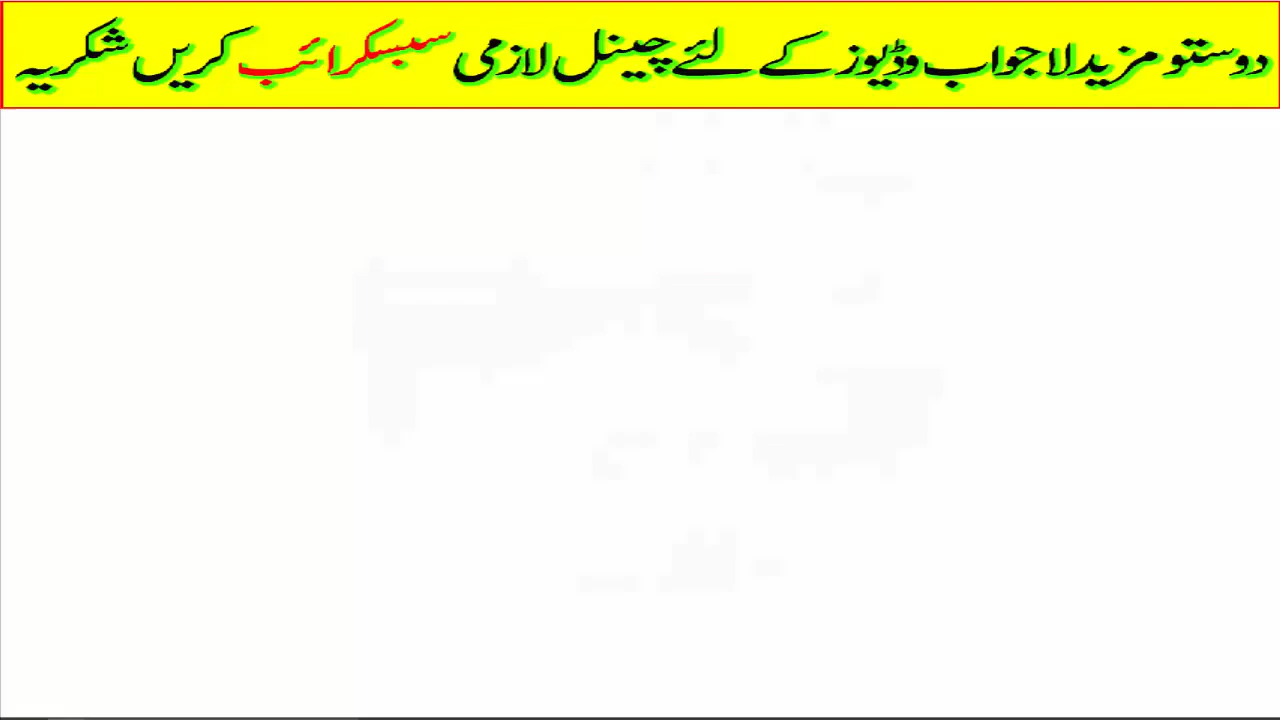 دوستو مزید لاجواب وڈیوز کے لئے چینل لازمی سبسکرائب کریں شکریہ